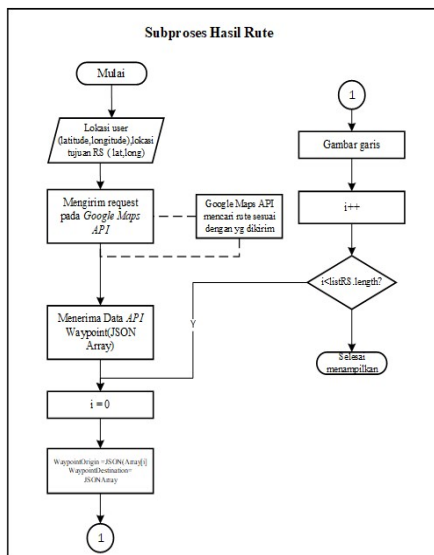 Subproses Hasil Rute
Mulai
Lokasi user
(latitude,longitude),lokasi
tujuan RS ( lat,long)
Mengirim request
pada Google Maps
API
Google Maps API
mencari rute sesuai
dengan yg dikirim
Menerima Data API
Waypoint(JSON
Array)
i = 0
WaypointOrigin =JSON(Array[i]
WaypointDestination=
JSONArray
1
1
Gambar garis
i++
i<listRS.length?
Y
Selesai
menampilkan